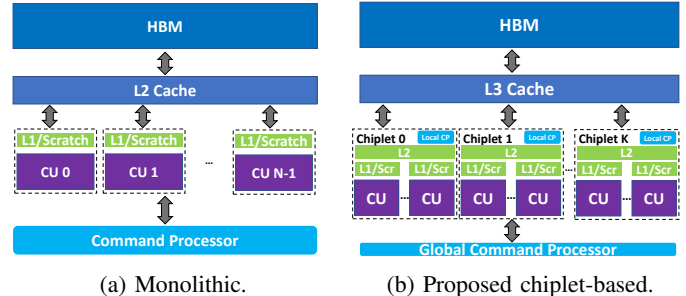 HBM
L2 Cache
L1/Scratch L1/Scratch L1/Scratch
CU 0 CU 1 ... CU N-1
Command Processor
(a) Monolithic.
HBM
L3 Cache
Chiplet 0 Local CP Chiplet 1 Local CP Chiplet K Local CP
L2 L2 L2
L1/Scr L1/Scr L1/Scr L1/Scr ... L1/Scr L1/Scr
CU ... CU CU ... CU CU ... CU
Global Command Processor
(b) Proposed chiplet-based.